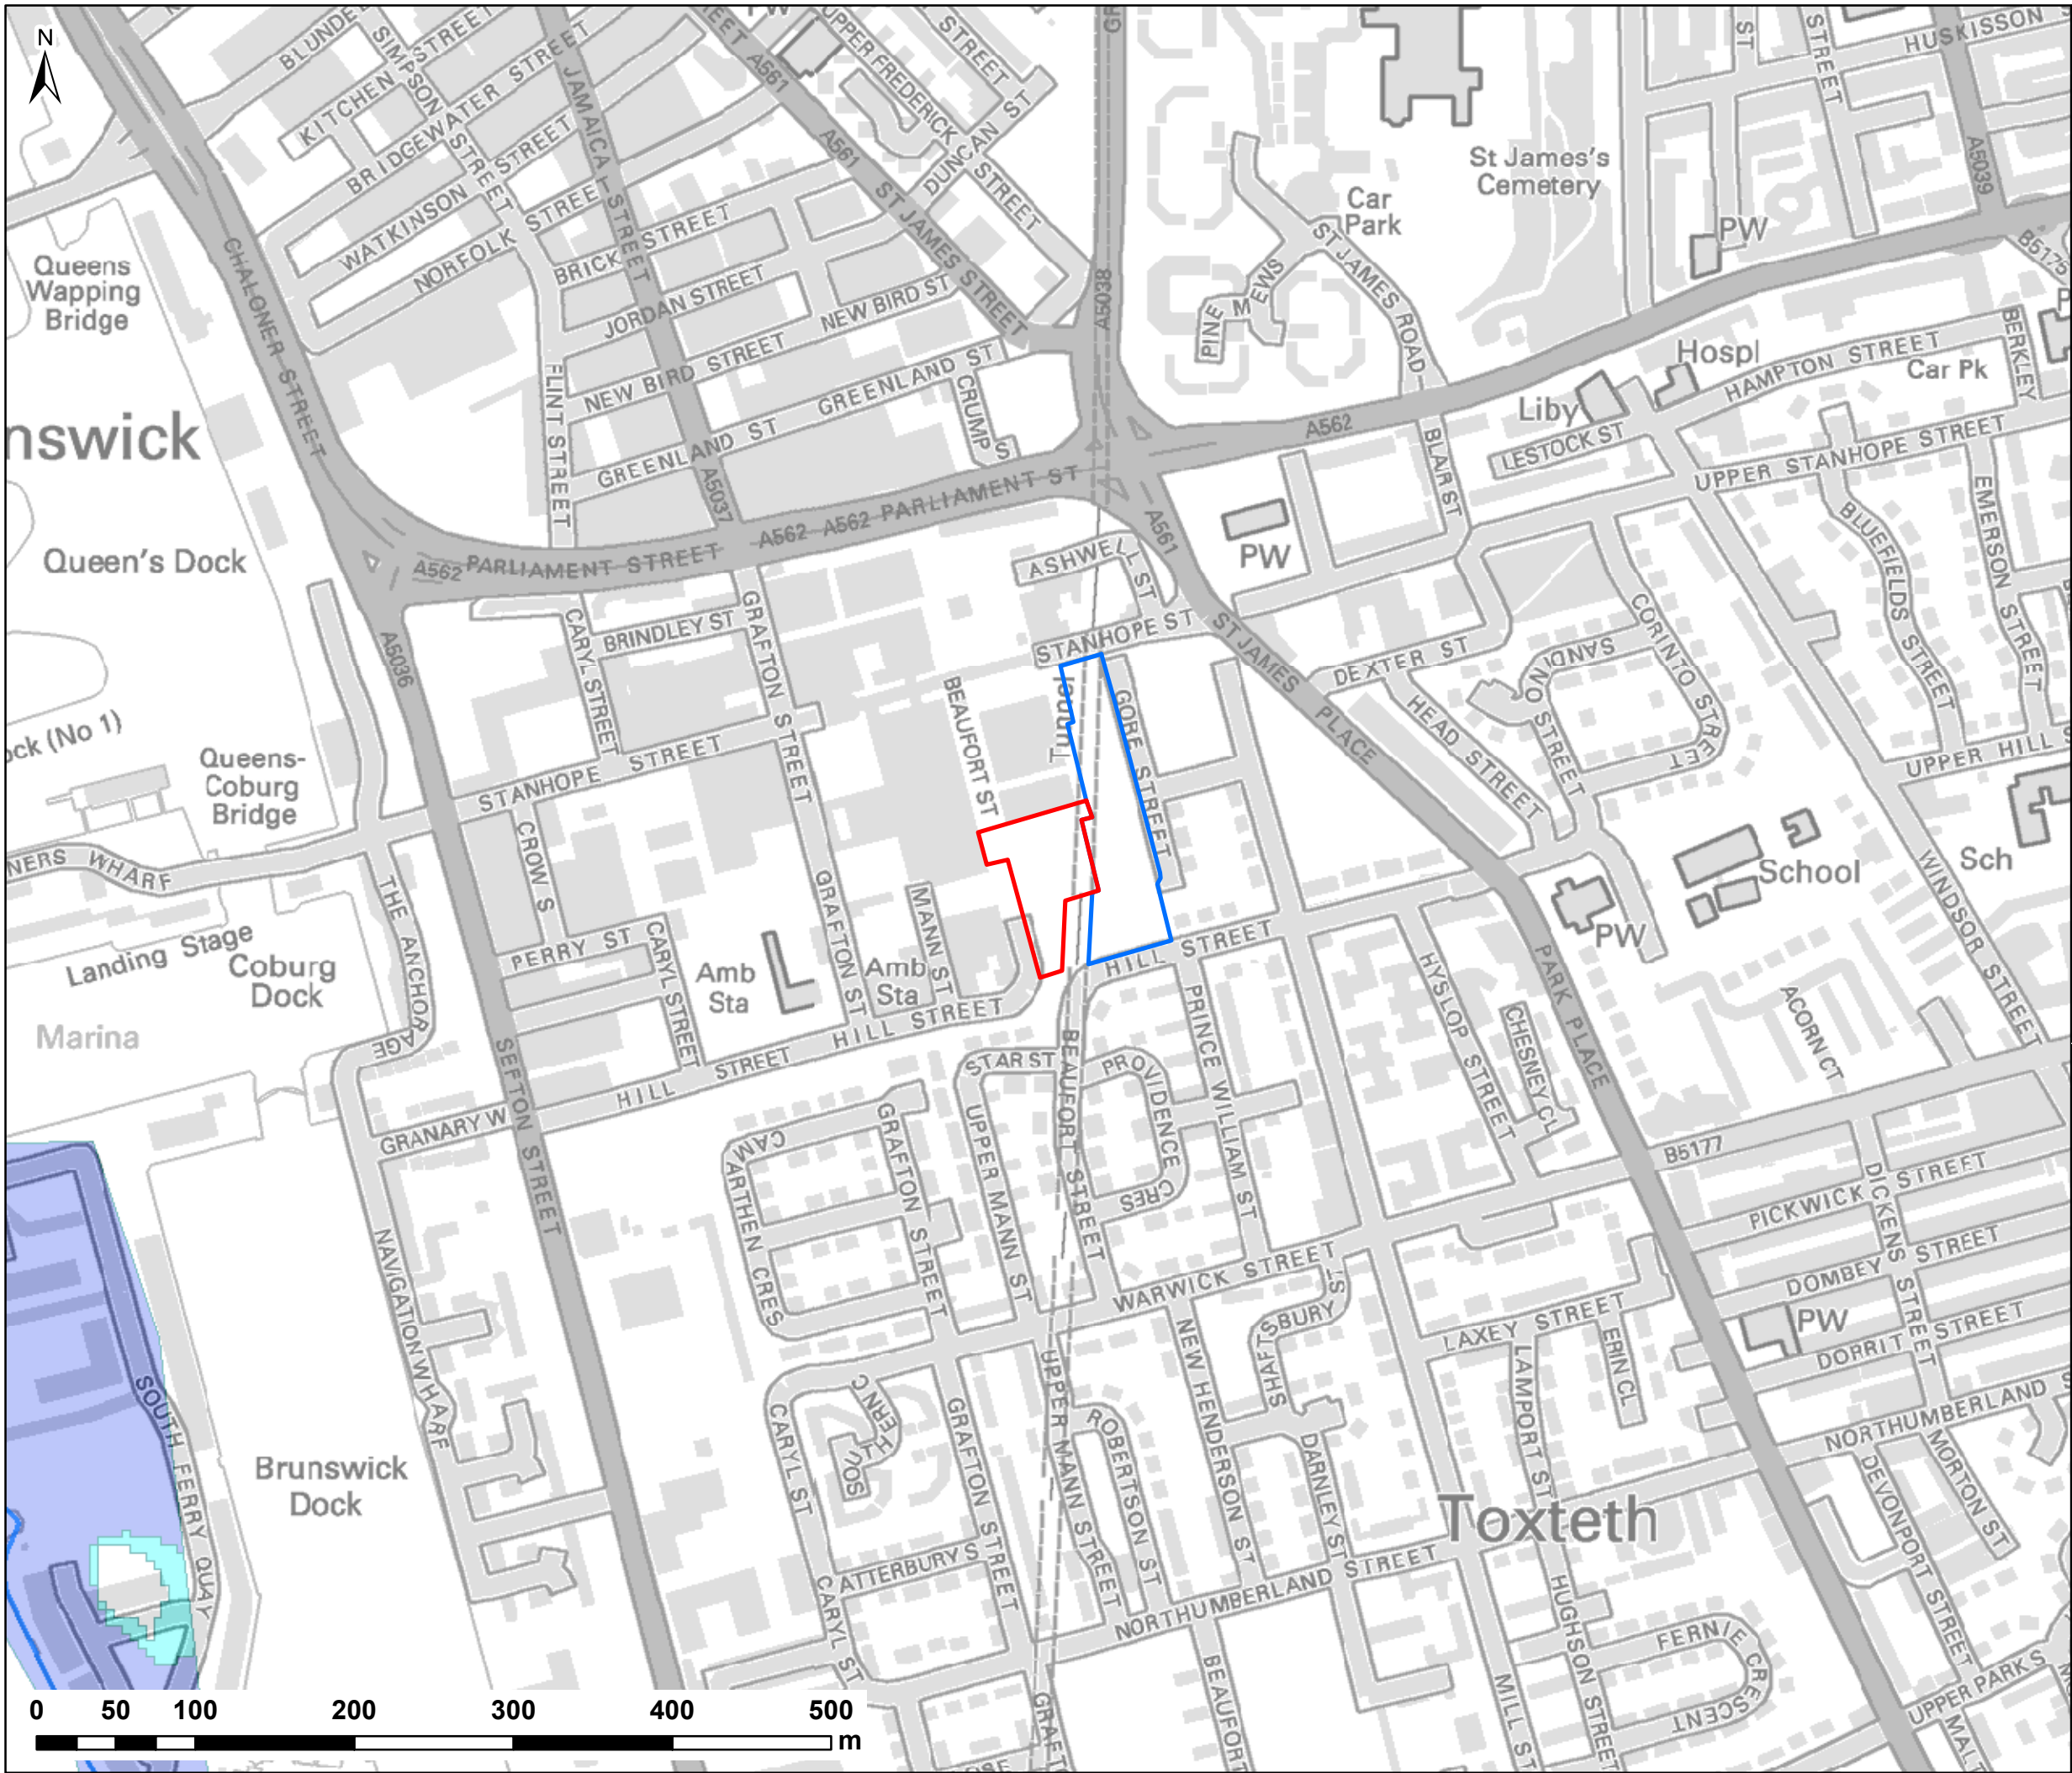 N
BLUNDE
SIMPSON STREET
STREET
KITCHEN
BRIDGEWATER STREET
WATKINSON STREET
NORFOLK STREE
JAMAICA STREET
A561
A561
PW
UPPER FREDERICK STREET
STREET
DUNCAN ST
ST JAMES STREET
BRICK STREET
JORDAN STREET
NEW BIRD ST
NEW BIRD STREET
GREENLAND ST
GREENLAND ST
CRUMP S
FLINT STREET
A5037
A5038
CHALONER STREET
Queens
Wapping
Bridge
nswick
Queen's Dock
PINE MEWS
Car
Park
ST JAMES ROAD
St James's
Cemetery
ST
STREET
HUSKISSON
A5039
B5175
PW
Hospl
HAMPTON STREET
Car Pk
BERKLEY
Liby
LESTOCK ST
UPPER STANHOPE STREET
BLAIR ST
A562
A562 PARLIAMENT STREET
A562 A562 PARLIAMENT ST
A561
PW
ASHWELL ST
STANHOPE ST
ST JAMES PLACE
DEXTER ST
HEAD STREET
SANDINO STREET
CORINTO STREET
BLUEFIELDS STREET
EMERSON STREET
UPPER HILL S
A5036
CARYL STREET
BRINDLEY ST
GRAFTON STREET
BEAUFORT ST
GORE STREET
STANHOPE STREET
ock (No 1)
Queens-
Coburg
Bridge
NERS WHARF
Landing Stage
Coburg
Dock
Marina
THE ANCHORAGE
CROW S
PERRY ST
CARYL STREET
Amb
Sta
GRAFTON ST
Amb
Sta
MANN ST
HILL STREET
HILL STREET
HILL STREET
GRANARY W
SEFTON STREET
PRINCE WILLIAM ST
HYSLOP STREET
CHESNEY CL
PARK PLACE
PW
School
Sch
WINDSOR STREET
ACORN CT
B5177
STAR ST
BEAUFORT STREET
PROVIDENCE CRES
UPPER MANN ST
GRAFTON STREET
CAMARTHEN CRES
WARWICK STREET
SHAFTSBURY ST
NEW HENDERSON ST
LAXEY STREET
LAMPORT ST
ERIN CL
PICKWICK STREET
DICKENS STREET
DOMBEY STREET
PW
DORRIT STREET
NORTHUMBERLAND S
MORTON ST
DEVONPORT STREET
NAVIGATION WHARF
SOUTH FERRY QUAY
Brunswick
Dock
CARYL ST
SOUTHERN C
GRAFTON STREET
UPPER MANN STREET
ROBERTSON ST
DARNLEY ST
Toxteth
ATTERBURY S
CARYL ST
NORTHUMBERLAND STREET
HUGHSON STREET
FERNIE CRESCENT
MILL ST
BEAUFORT
GRAFT
UPPER PARK S
0 50 100 200 300 400 500
m